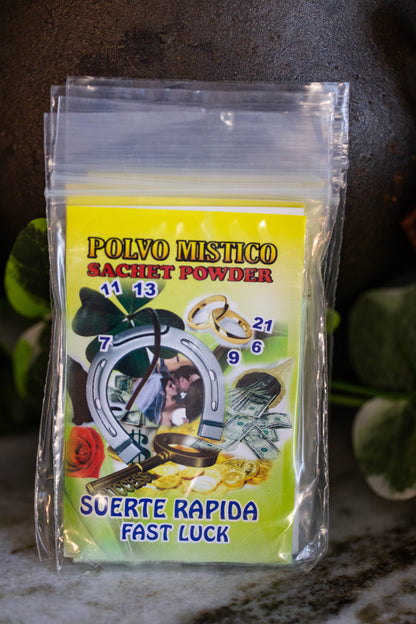 POLVO MISTICO
SACHET POWDER
11 13
21
7
6
9
SUERTE RAPIDA
FAST LUCK